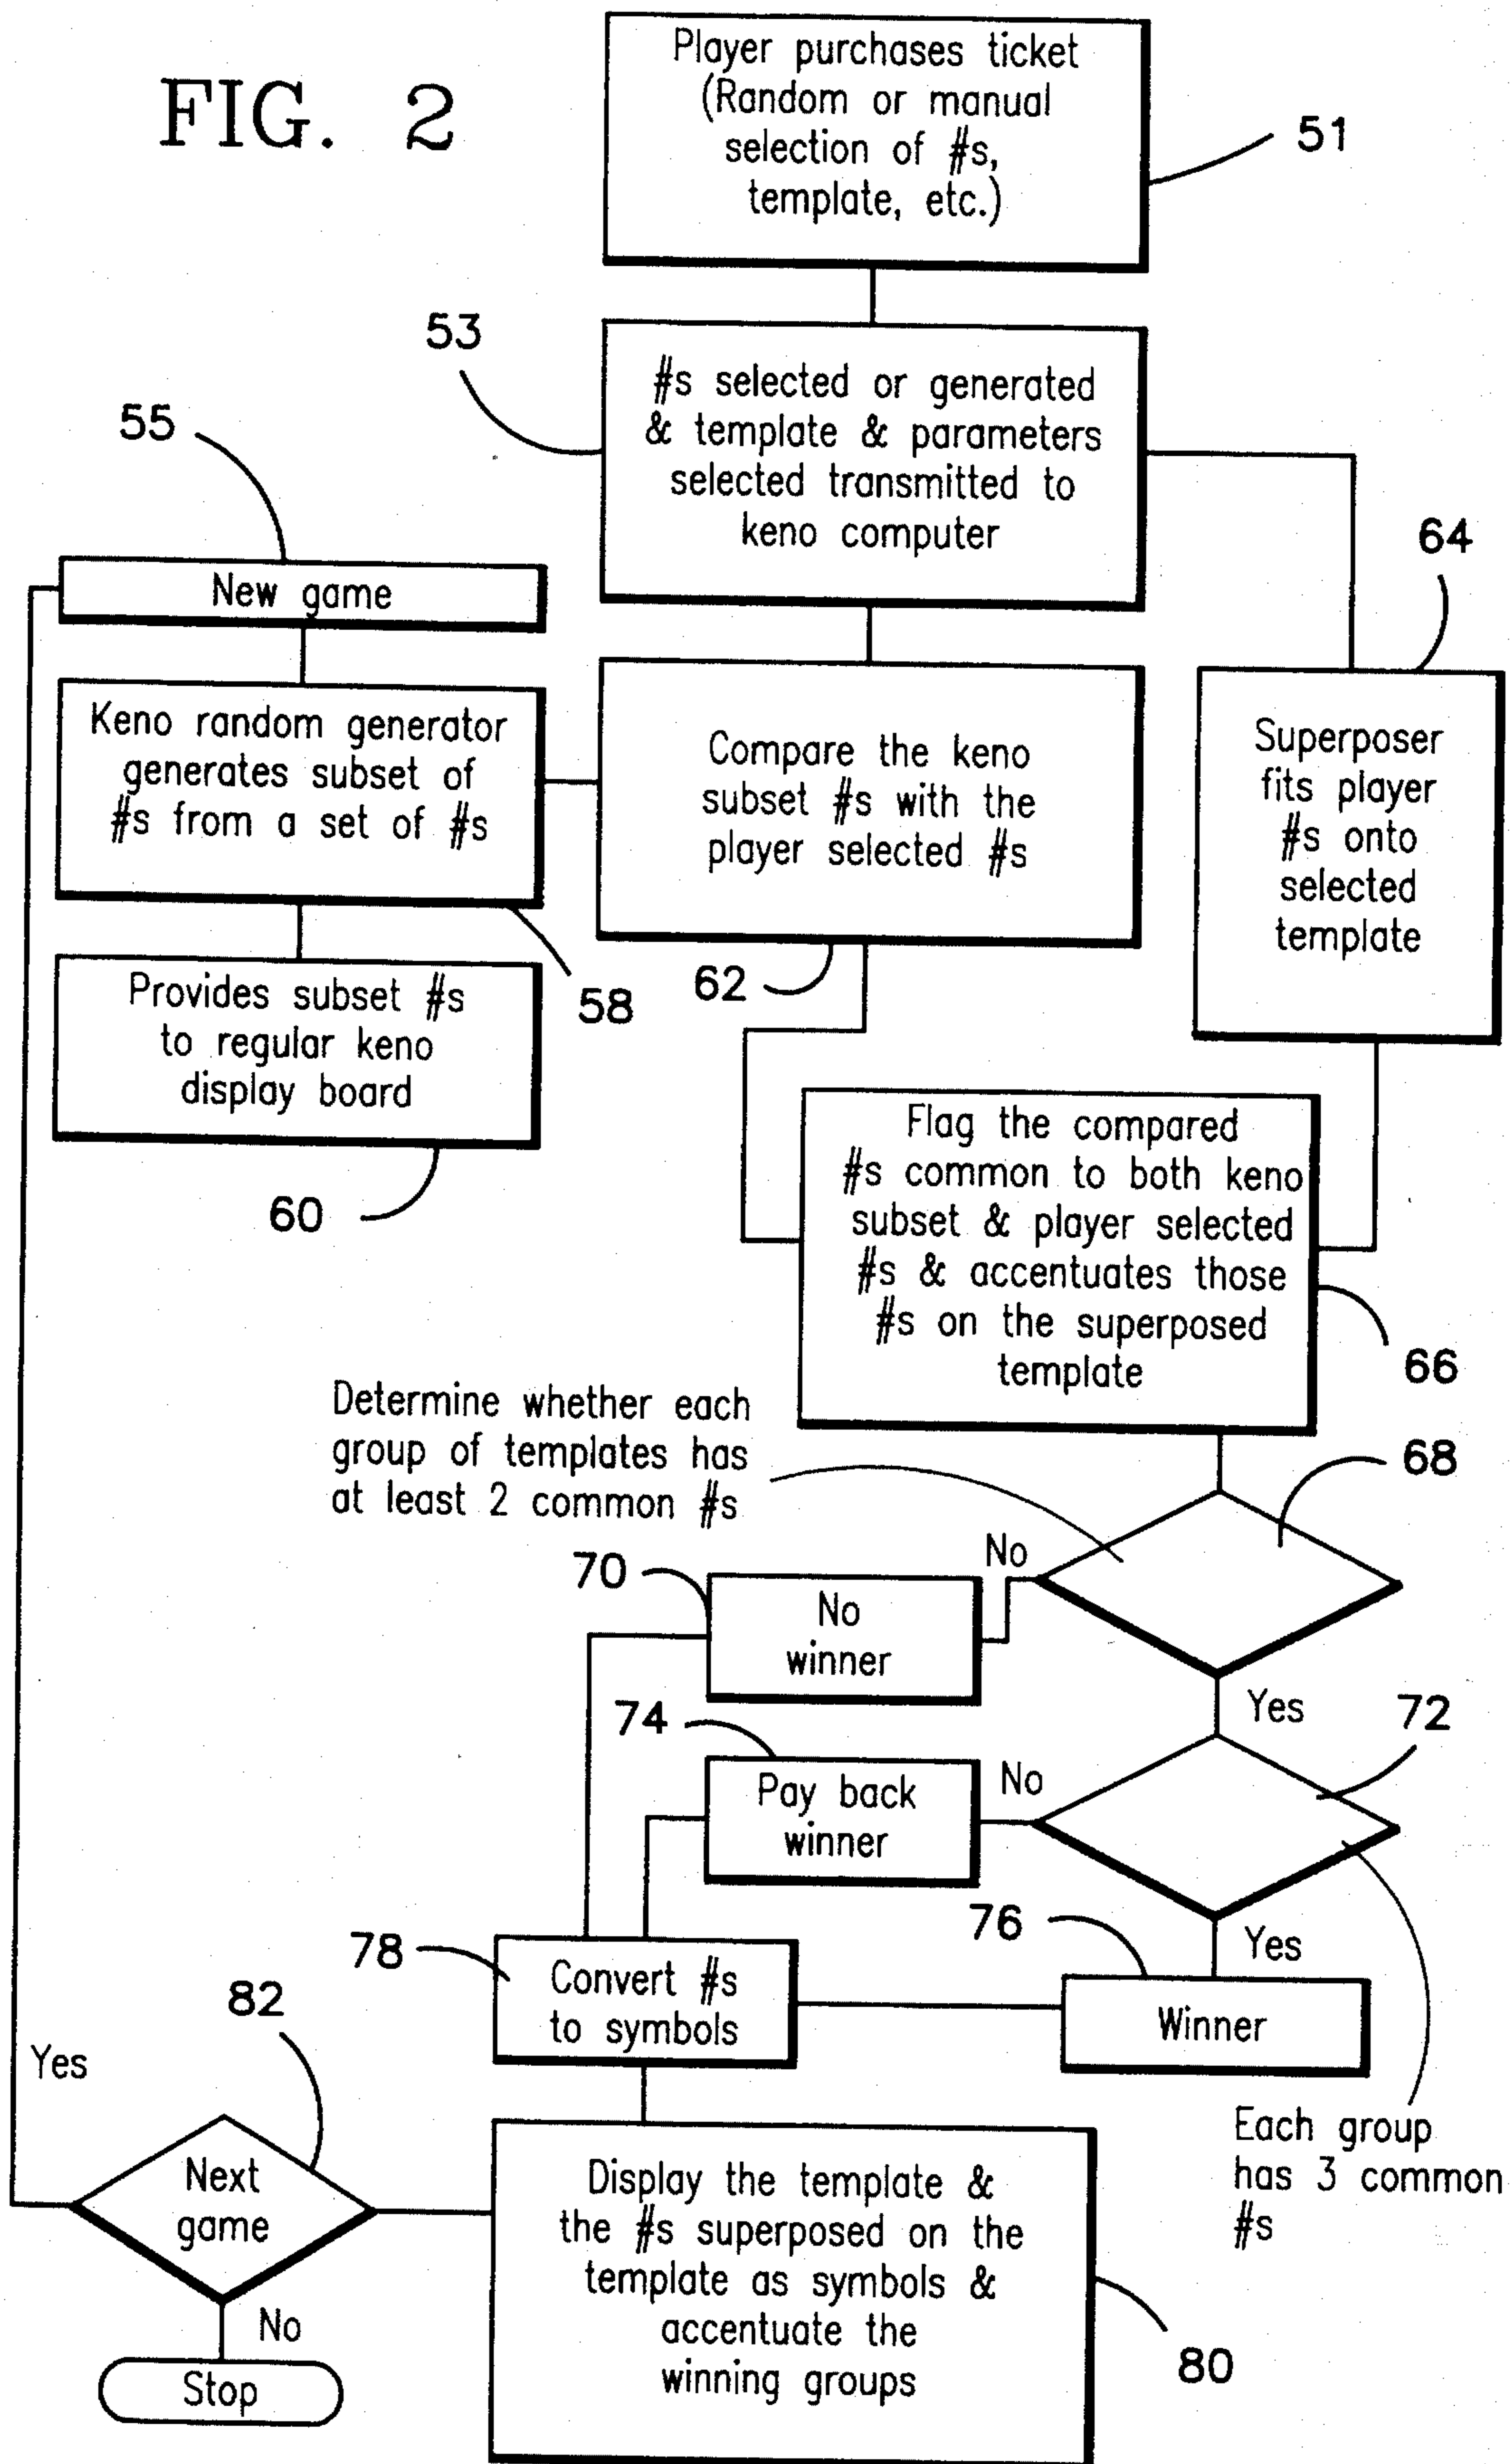 FIG. 2
Player purchases ticket
(Random or manual
selection of #s,
template, etc.)
51
53
#s selected or generated
& template & parameters
selected transmitted to
keno computer
55
New game
64
Keno random generator
generates subset of
#s from a set of #s
58
Compare the keno
subset #s with the
player selected #s
62
Superposer
fits player
#s onto
selected
template
Provides subset #s
to regular keno
display board
60
Flag the compared
#s common to both keno
subset & player selected
#s & accentuates those
#s on the superposed
template
66
Determine whether each
group of templates has
at least 2 common #s
68
No
70
No
winner
Yes
72
74
Pay back
winner
No
76
Yes
78
Convert #s
to symbols
Winner
82
Yes
Each group
has 3 common
#s
Next
game
Display the template &
the #s superposed on the
template as symbols &
accentuate the
winning groups
80
No
Stop